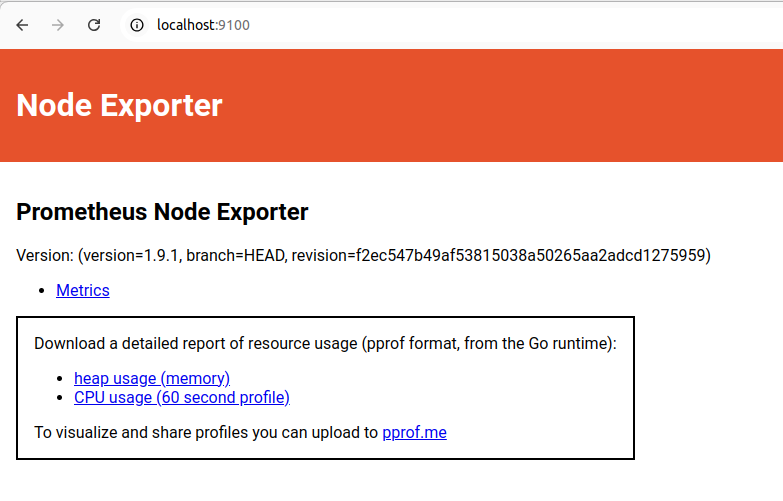 localhost:9100
Node Exporter
Prometheus Node Exporter
Version: (version=1.9.1, branch=HEAD, revision=f2ec547b49af53815038a50265aa2adcd1275959)
Metrics
Download a detailed report of resource usage (pprof format, from the Go runtime):
heap usage (memory)
CPU usage (60 second profile)
To visualize and share profiles you can upload to pprof.me